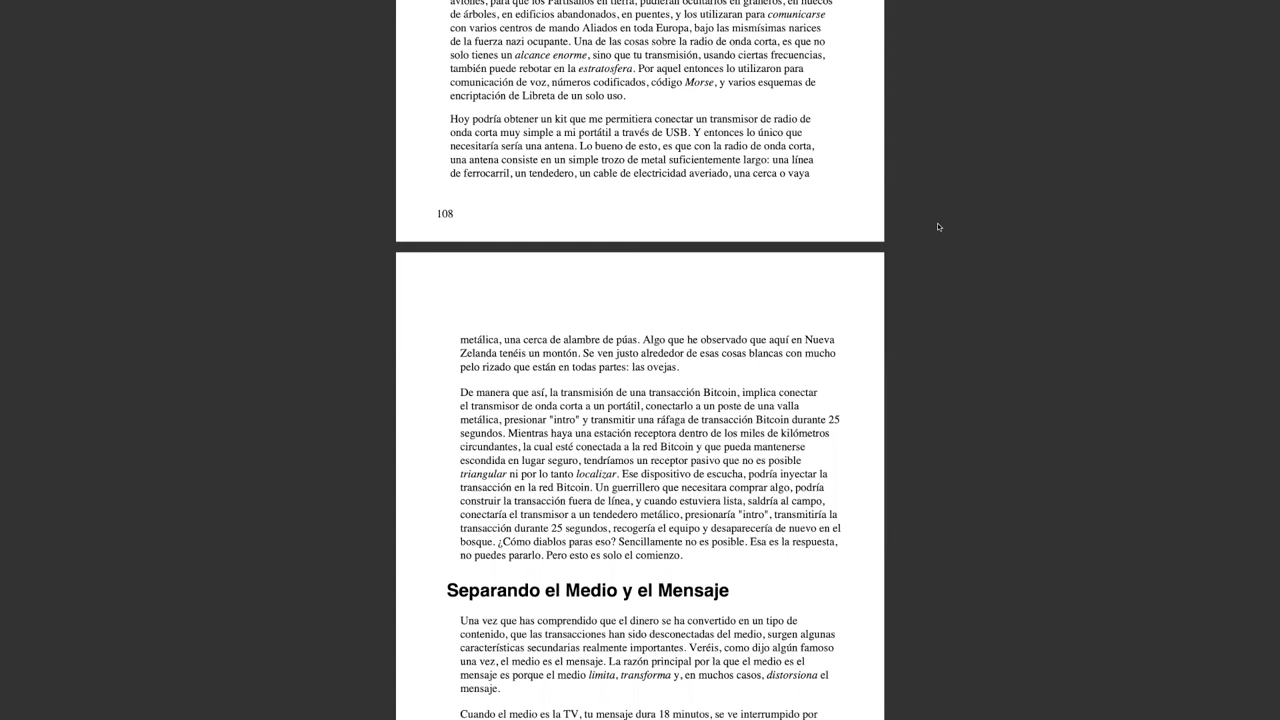 aviones, para que los Partisanos en tierra, pudieran ocultarlos en graneros, en huecos
de árboles, en edificios abandonados, en puentes, y los utilizaran para comunicarse
con varios centros de mando Aliados en toda Europa, bajo las mismísimas narices
de la fuerza nazi ocupante. Una de las cosas sobre la radio de onda corta, es que no
solo tienes un alcance enorme, sino que tu transmisión, usando ciertas frecuencias,
también puede rebotar en la estratosfera. Por aquel entonces lo utilizaron para
comunicación de voz, números codificados, código Morse, y varios esquemas de
encriptación de Libreta de un solo uso.
Hoy podría obtener un kit que me permitiera conectar un transmisor de radio de
onda corta muy simple a mi portátil a través de USB. Y entonces lo único que
necesitaría sería una antena. Lo bueno de esto, es que con la radio de onda corta,
una antena consiste en un simple trozo de metal suficientemente largo: una línea
de ferrocarril, un tendedero, un cable de electricidad averiado, una cerca o vaya
108
metálica, una cerca de alambre de púas. Algo que he observado que aquí en Nueva
Zelanda tenéis un montón. Se ven justo alrededor de esas cosas blancas con mucho
pelo rizado que están en todas partes: las ovejas.
De manera que así, la transmisión de una transacción Bitcoin, implica conectar
el transmisor de onda corta a un portátil, conectarlo a un poste de una valla
metálica, presionar "intro" y transmitir una ráfaga de transacción Bitcoin durante 25
segundos. Mientras haya una estación receptora dentro de los miles de kilómetros
circundantes, la cual esté conectada a la red Bitcoin y que pueda mantenerse
escondida en lugar seguro, tendríamos un receptor pasivo que no es posible
triangular ni por lo tanto localizar. Ese dispositivo de escucha, podría inyectar la
transacción en la red Bitcoin. Un guerrillero que necesitara comprar algo, podría
construir la transacción fuera de línea, y cuando estuviera lista, saldría al campo,
conectaría el transmisor a un tendedero metálico, presionaría "intro", transmitiría la
transacción durante 25 segundos, recogería el equipo y desaparecería de nuevo en el
bosque. ¿Cómo diablos paras eso? Sencillamente no es posible. Esa es la respuesta,
no puedes pararlo. Pero esto es solo el comienzo.
Separando el Medio y el Mensaje
Una vez que has comprendido que el dinero se ha convertido en un tipo de
contenido, que las transacciones han sido desconectadas del medio, surgen algunas
características secundarias realmente importantes. Veréis, como dijo algún famoso
una vez, el medio es el mensaje. La razón principal por la que el medio es el
mensaje es porque el medio limita, transforma y, en muchos casos, distorsiona el
mensaje.
Cuando el medio es la TV, tu mensaje dura 18 minutos, se ve interrumpido por